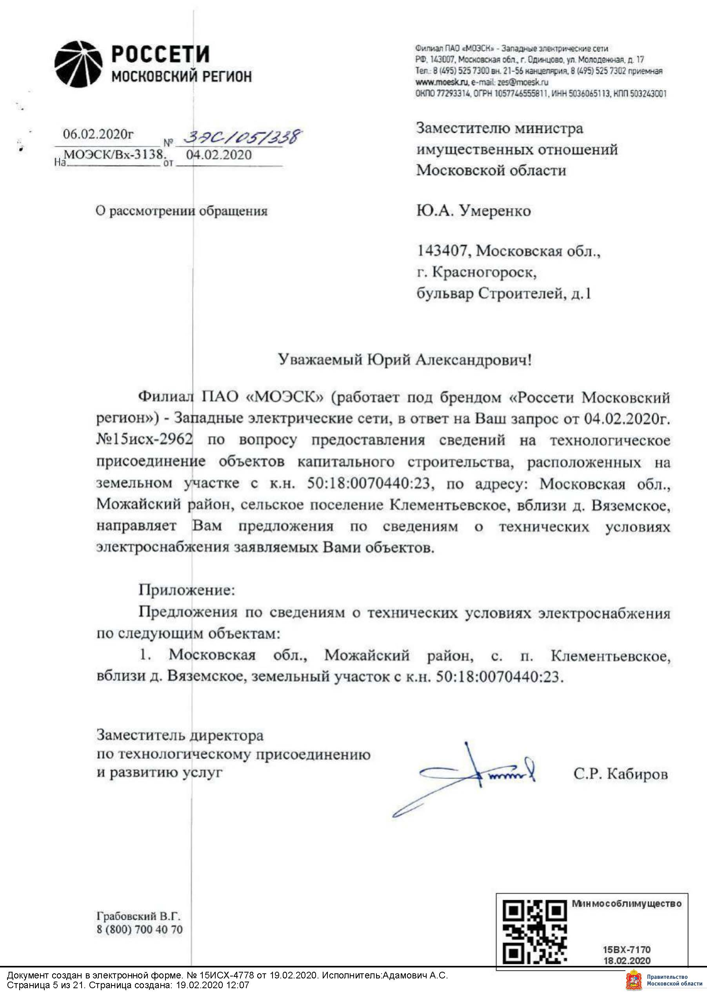 РОССЕТИ
МОСКОВСКИЙ РЕГИОН
Филиал ПАО «МОЭСК» - Западные электрические сети
РФ, 143007, Московская обл., г. Одинцово, ул. Молодежная, д. 17
Тел.: 8 (495) 525 7300 вн. 21-56 канцелярия, 8 (495) 525 7302 приемная
www.moesk.ru, e-mail: zes@moesk.ru
ОКПО 77293314, ОГРН 1057746555811, ИНН 5036065113, КПП 503243001
06.02.2020г № ЗЭС/05/338
На МОЭСК/Вх-3138. от 04.02.2020
О рассмотрении обращения
Заместителю министра
имущественных отношений
Московской области
Ю.А. Умеренко
143407, Московская обл.,
г. Красногороск,
бульвар Строителей, д.1
Уважаемый Юрий Александрович!
Филиал ПАО «МОЭСК» (работает под брендом «Россети Московский
регион») - Западные электрические сети, в ответ на Ваш запрос от 04.02.2020г.
№15исх-2962 по вопросу предоставления сведений на технологическое
присоединение объектов капитального строительства, расположенных на
земельном участке с к.н. 50:18:0070440:23, по адресу: Московская обл.,
Можайский район, сельское поселение Клементьевское, вблизи д. Вяземское,
направляет Вам предложения по сведениям о технических условиях
электроснабжения заявляемых Вами объектов.
Приложение:
Предложения по сведениям о технических условиях электроснабжения
по следующим объектам:
1. Московская обл., Можайский район, с. п. Клементьевское,
вблизи д. Вяземское, земельный участок с к.н. 50:18:0070440:23.
Заместитель директора
по технологическому присоединению
и развитию услуг
С.Р. Кабиров
Грабовский В.Г.
8 (800) 700 40 70
Минмособлимущество
15ВХ-7170
18.02.2020
Документ создан в электронной форме. № 15ИСХ-4778 от 19.02.2020. Исполнитель:Адамович А.С.
Страница 5 из 21. Страница создана: 19.02.2020 12:07
Правительство
Московской области